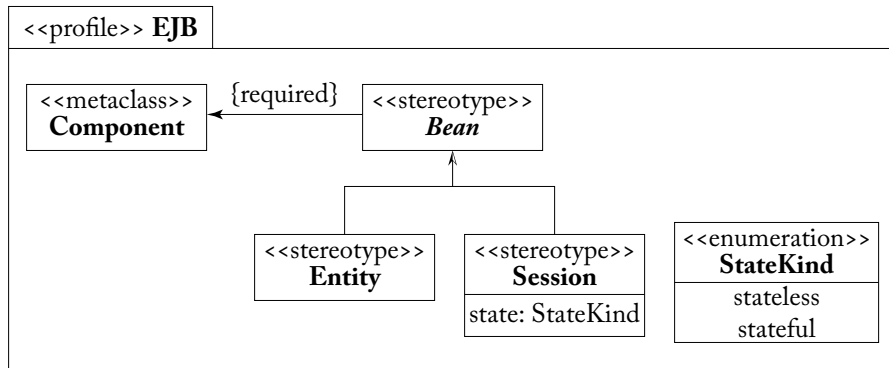 <<profile>> EJB
<<metaclass>>
Component
{required}
<<stereotype>>
Bean
<<stereotype>>
Entity
<<stereotype>>
Session
state: StateKind
<<enumeration>>
StateKind
stateless
stateful